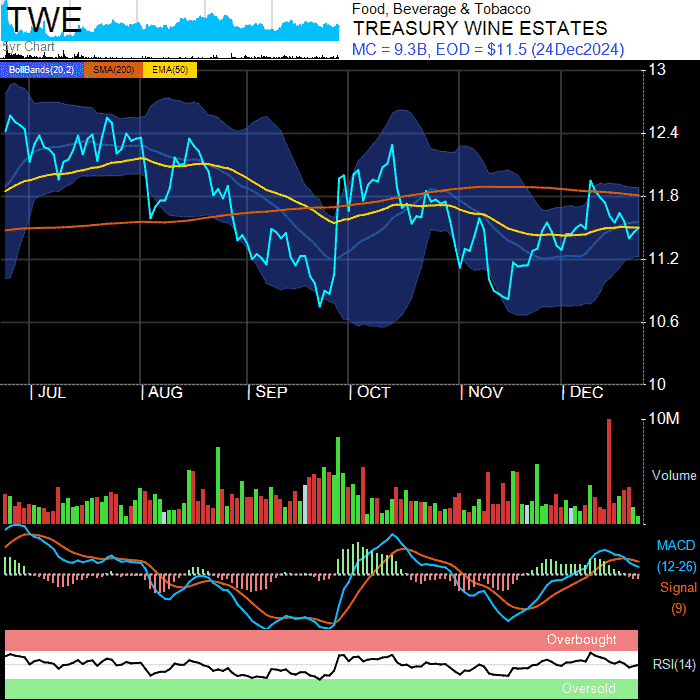 TWE
5yr Chart
Food, Beverage & Tobacco
TREASURY WINE ESTATES
MC = 9.3B, EOD = $11.5 (24Dec2024)
BollBands(20,2) SMA(200) EMA(50)
13
12.4
11.8
11.2
10.6
10
| JUL | AUG | SEP | OCT | NOV | DEC
10M
Volume
MACD
(12-26)
Signal
(9)
Overbought
RSI(14)
Oversold